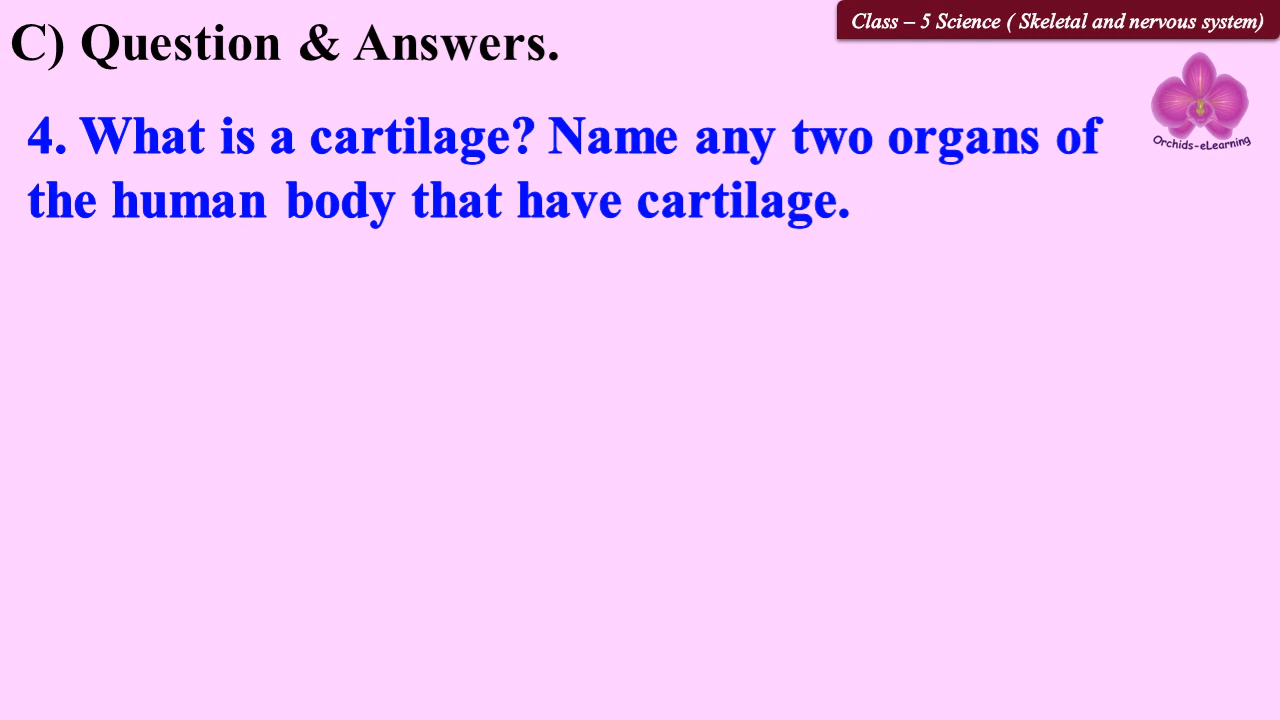 Class – 5 Science ( Skeletal and nervous system)
C) Question & Answers.
Orchids-eLearning
4. What is a cartilage? Name any two organs of
the human body that have cartilage.